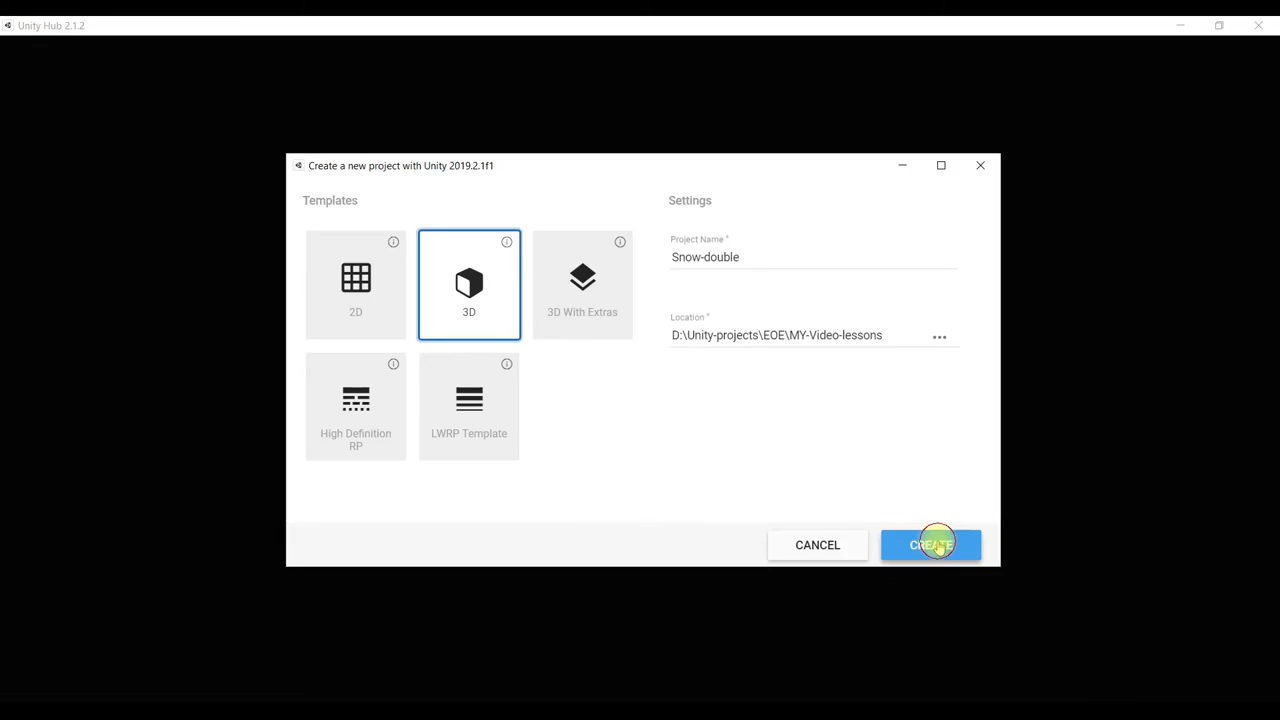 Unity Hub 2.1.2
Create a new project with Unity 2019.2.1f1
Templates
Settings
2D
3D
3D With Extras
High Definition
RP
LWRP Template
Project Name *
Snow-double
Location *
D:\Unity-projects\EOE\MY-Video-lessons
CANCEL
CREATE